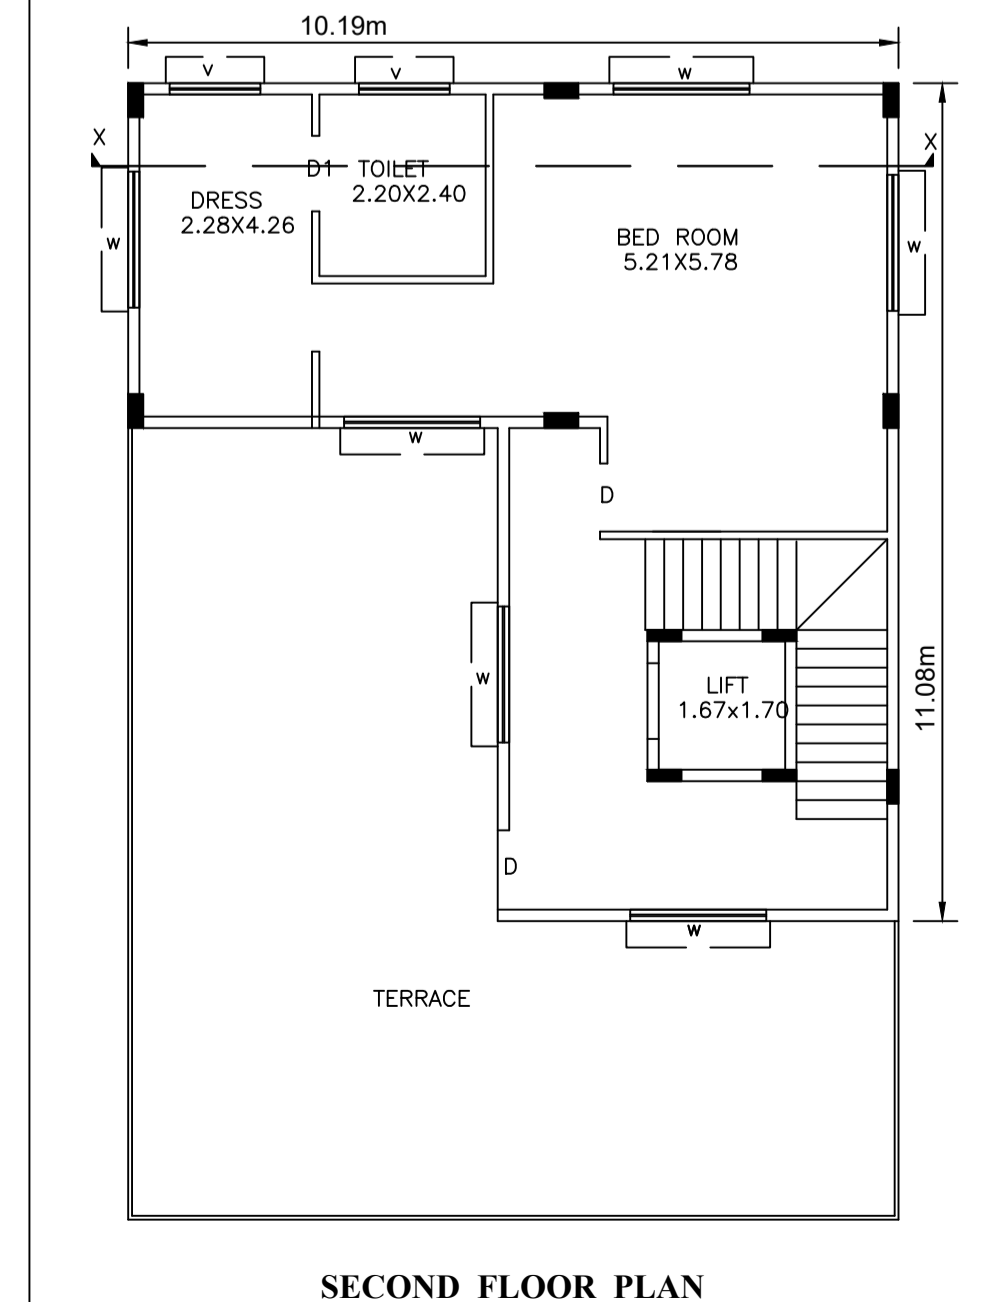 10.19m
V
V
W
X
X
D1 TOILET
2.20X2.40
DRESS
2.28X4.26
W
BED ROOM
5.21X5.78
W
W
D
W
LIFT
1.67x1.70
11.08m
D
W
TERRACE
SECOND FLOOR PLAN